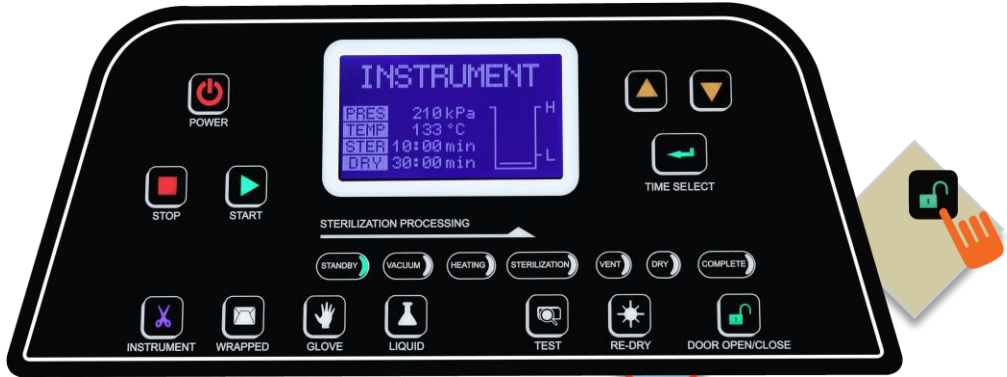 INSTRUMENT
PRES 210kPa
TEMP 133°C
STER 10:00min
DRY 30:00min
H
L
POWER
STOP
START
TIME SELECT
STERILIZATION PROCESSING
STANDBY
VACUUM
HEATING
STERILIZATION
VENT
DRY
COMPLETE
INSTRUMENT
WRAPPED
GLOVE
LIQUID
TEST
RE-DRY
DOOR OPEN/CLOSE